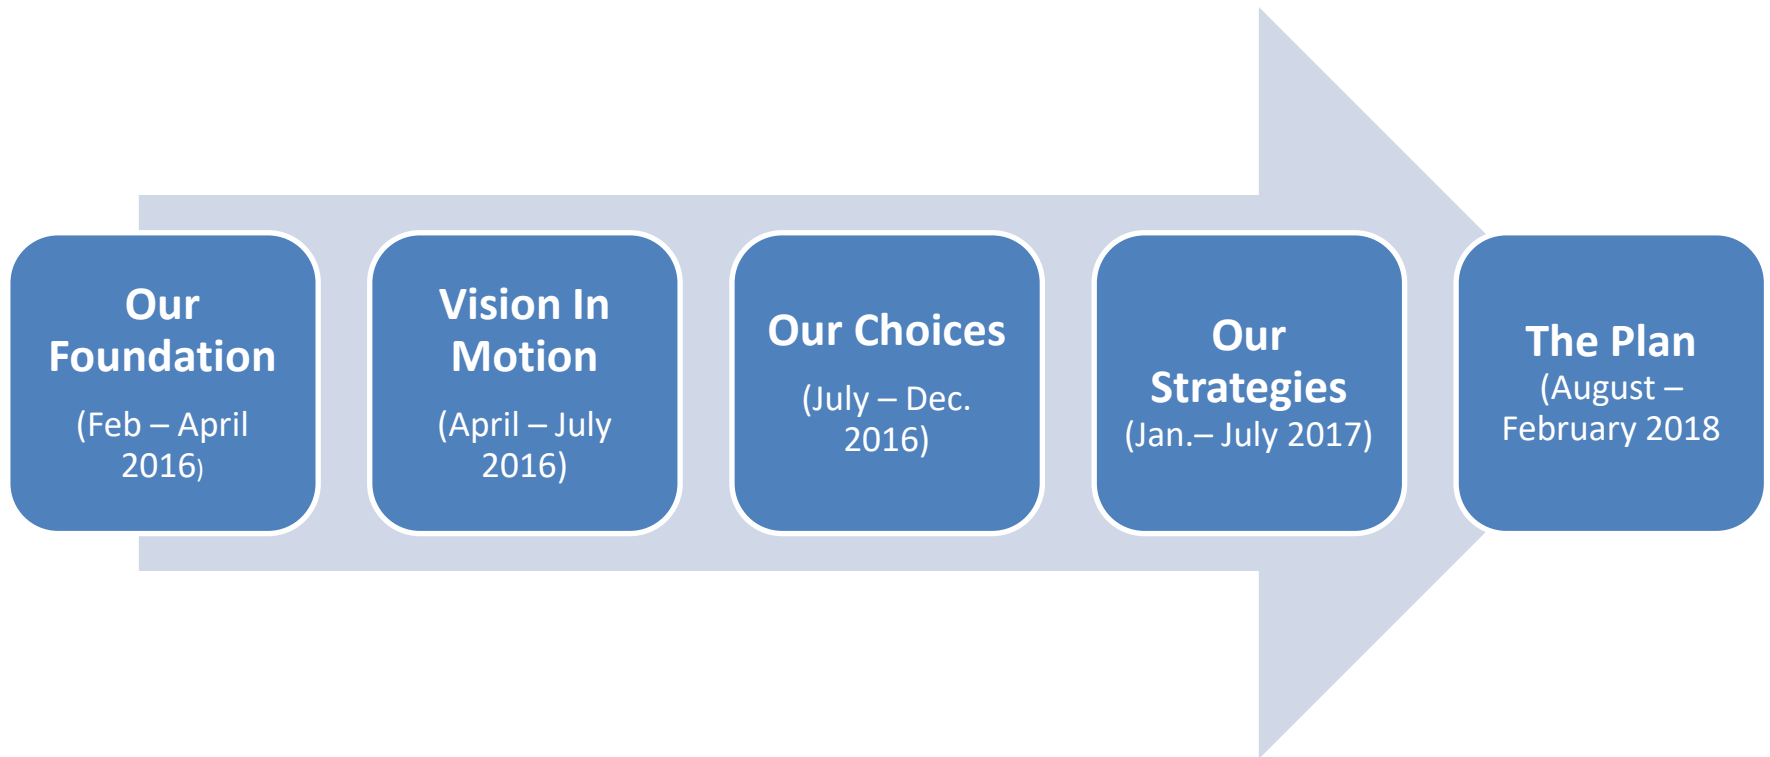 Our
Foundation
(Feb – April
2016)
Vision In
Motion
(April – July
2016)
Our Choices
(July – Dec.
2016)
Our
Strategies
(Jan.– July 2017)
The Plan
(August –
February 2018